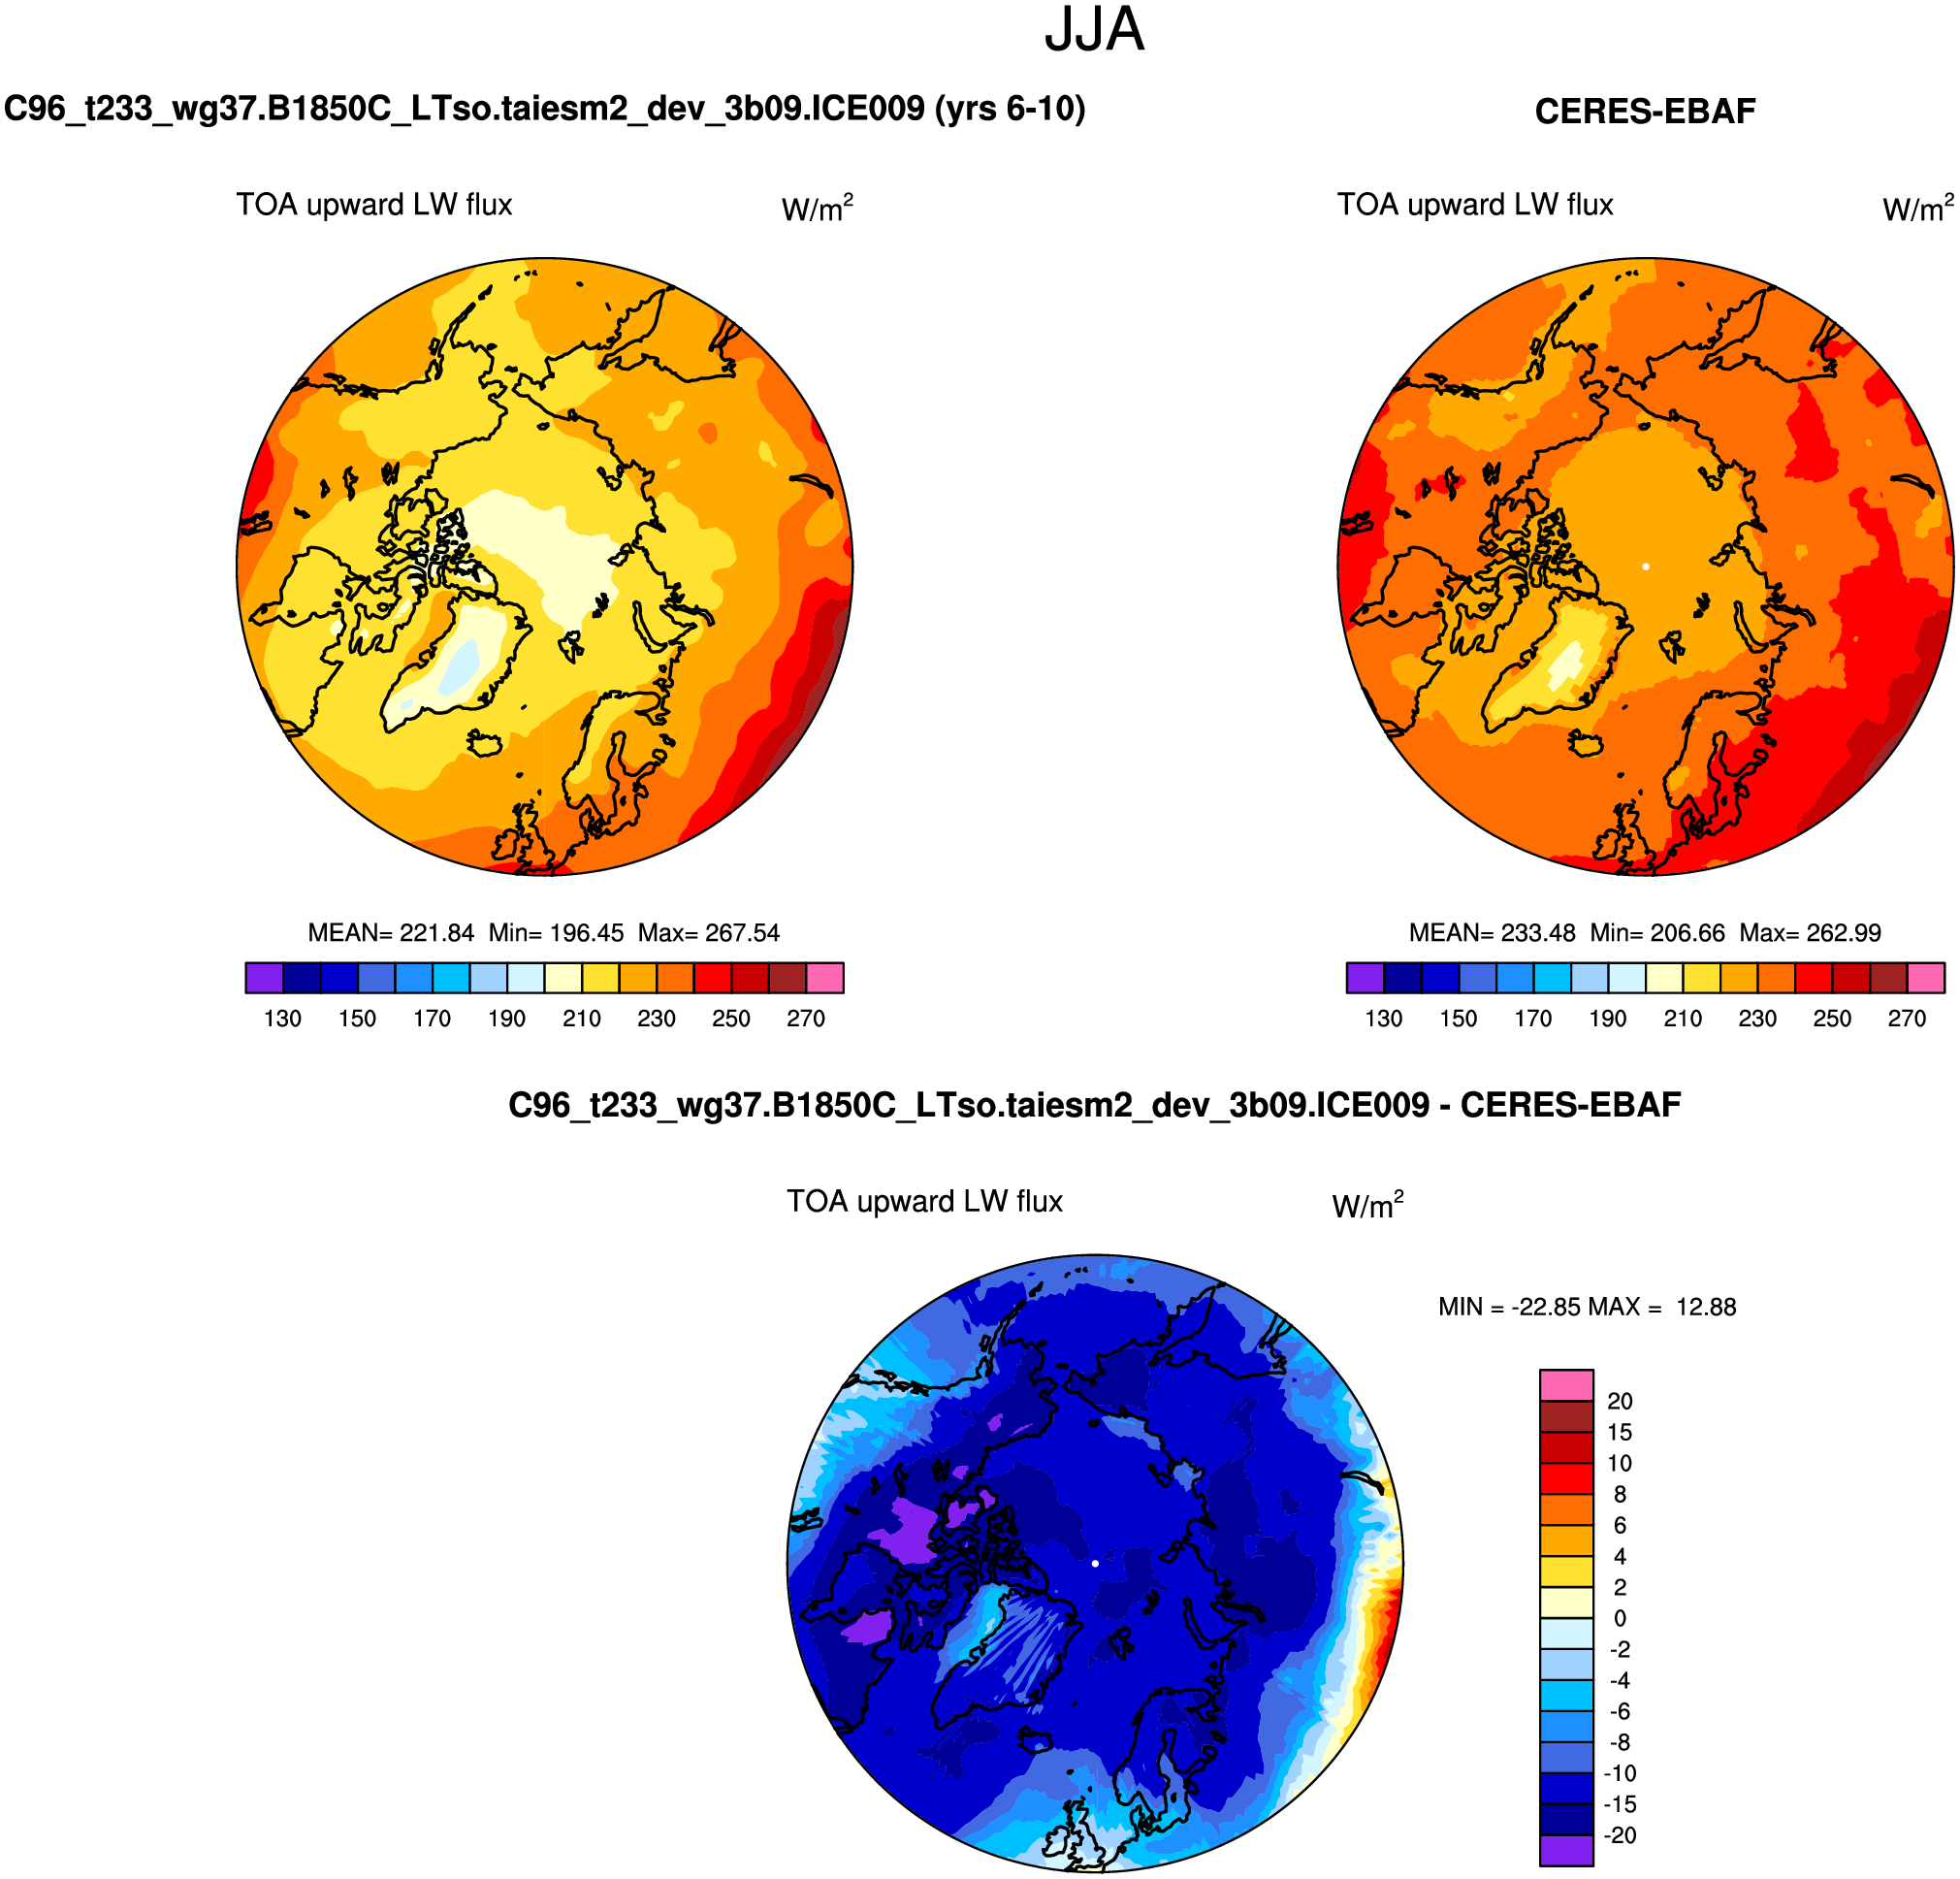 JJA
C96_t233_wg37.B1850C_LTso.taiesm2_dev_3b09.ICE009 (yrs 6-10)
CERES-EBAF
TOA upward LW flux W/m²
TOA upward LW flux W/m²
MEAN= 221.84 Min= 196.45 Max= 267.54
MEAN= 233.48 Min= 206.66 Max= 262.99
130 150 170 190 210 230 250 270
130 150 170 190 210 230 250 270
C96_t233_wg37.B1850C_LTso.taiesm2_dev_3b09.ICE009 - CERES-EBAF
TOA upward LW flux W/m²
MIN = -22.85 MAX = 12.88
20
15
10
8
6
4
2
0
-2
-4
-6
-8
-10
-15
-20